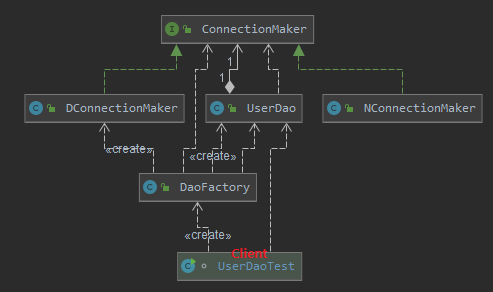 I ConnectionMaker
1
1
C DConnectionMaker
C UserDao
C NConnectionMaker
«create»
«create»
C DaoFactory
«create»
Client
C UserDaoTest